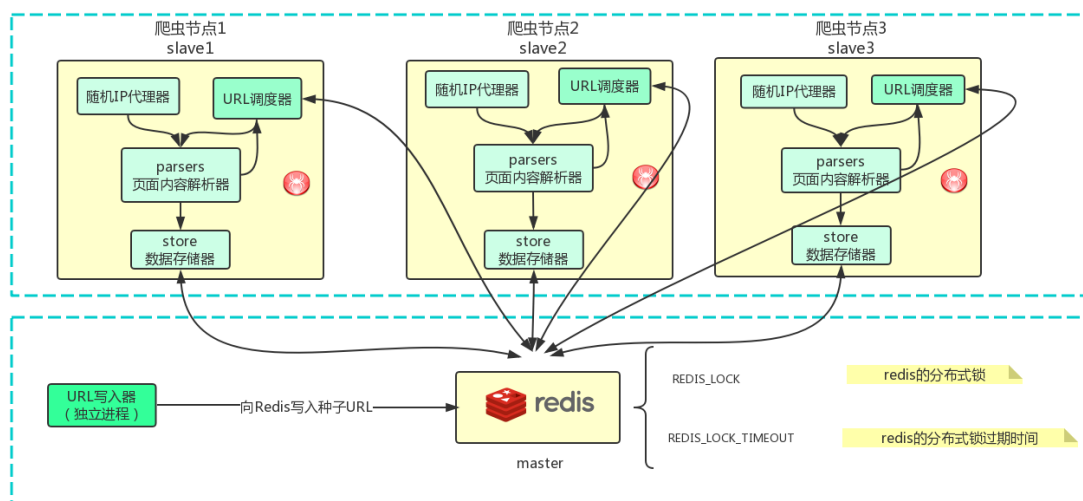 爬虫节点1
slave1
随机IP代理器
URL调度器
parsers
页面内容解析器
store
数据存储器
爬虫节点2
slave2
随机IP代理器
URL调度器
parsers
页面内容解析器
store
数据存储器
爬虫节点3
slave3
随机IP代理器
URL调度器
parsers
页面内容解析器
store
数据存储器
URL写入器
（独立进程）
向Redis写入种子URL
redis
master
REDIS_LOCK
redis的分布式锁
REDIS_LOCK_TIMEOUT
redis的分布式锁过期时间